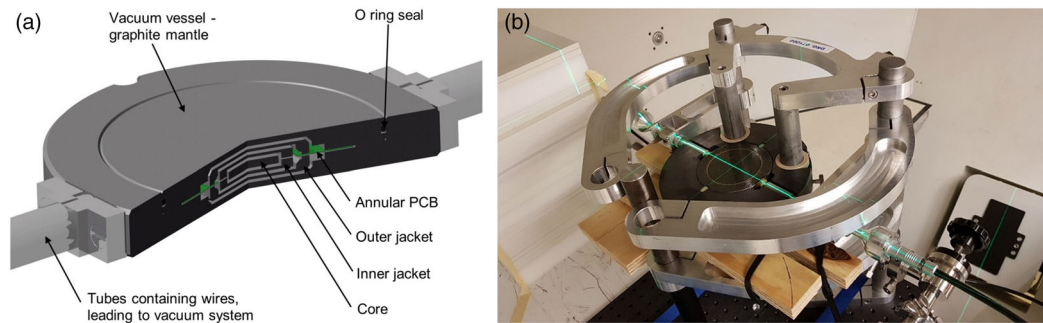 (a)
Vacuum vessel -
graphite mantle
O ring seal
Annular PCB
Outer jacket
Inner jacket
Core
Tubes containing wires,
leading to vacuum system
(b)